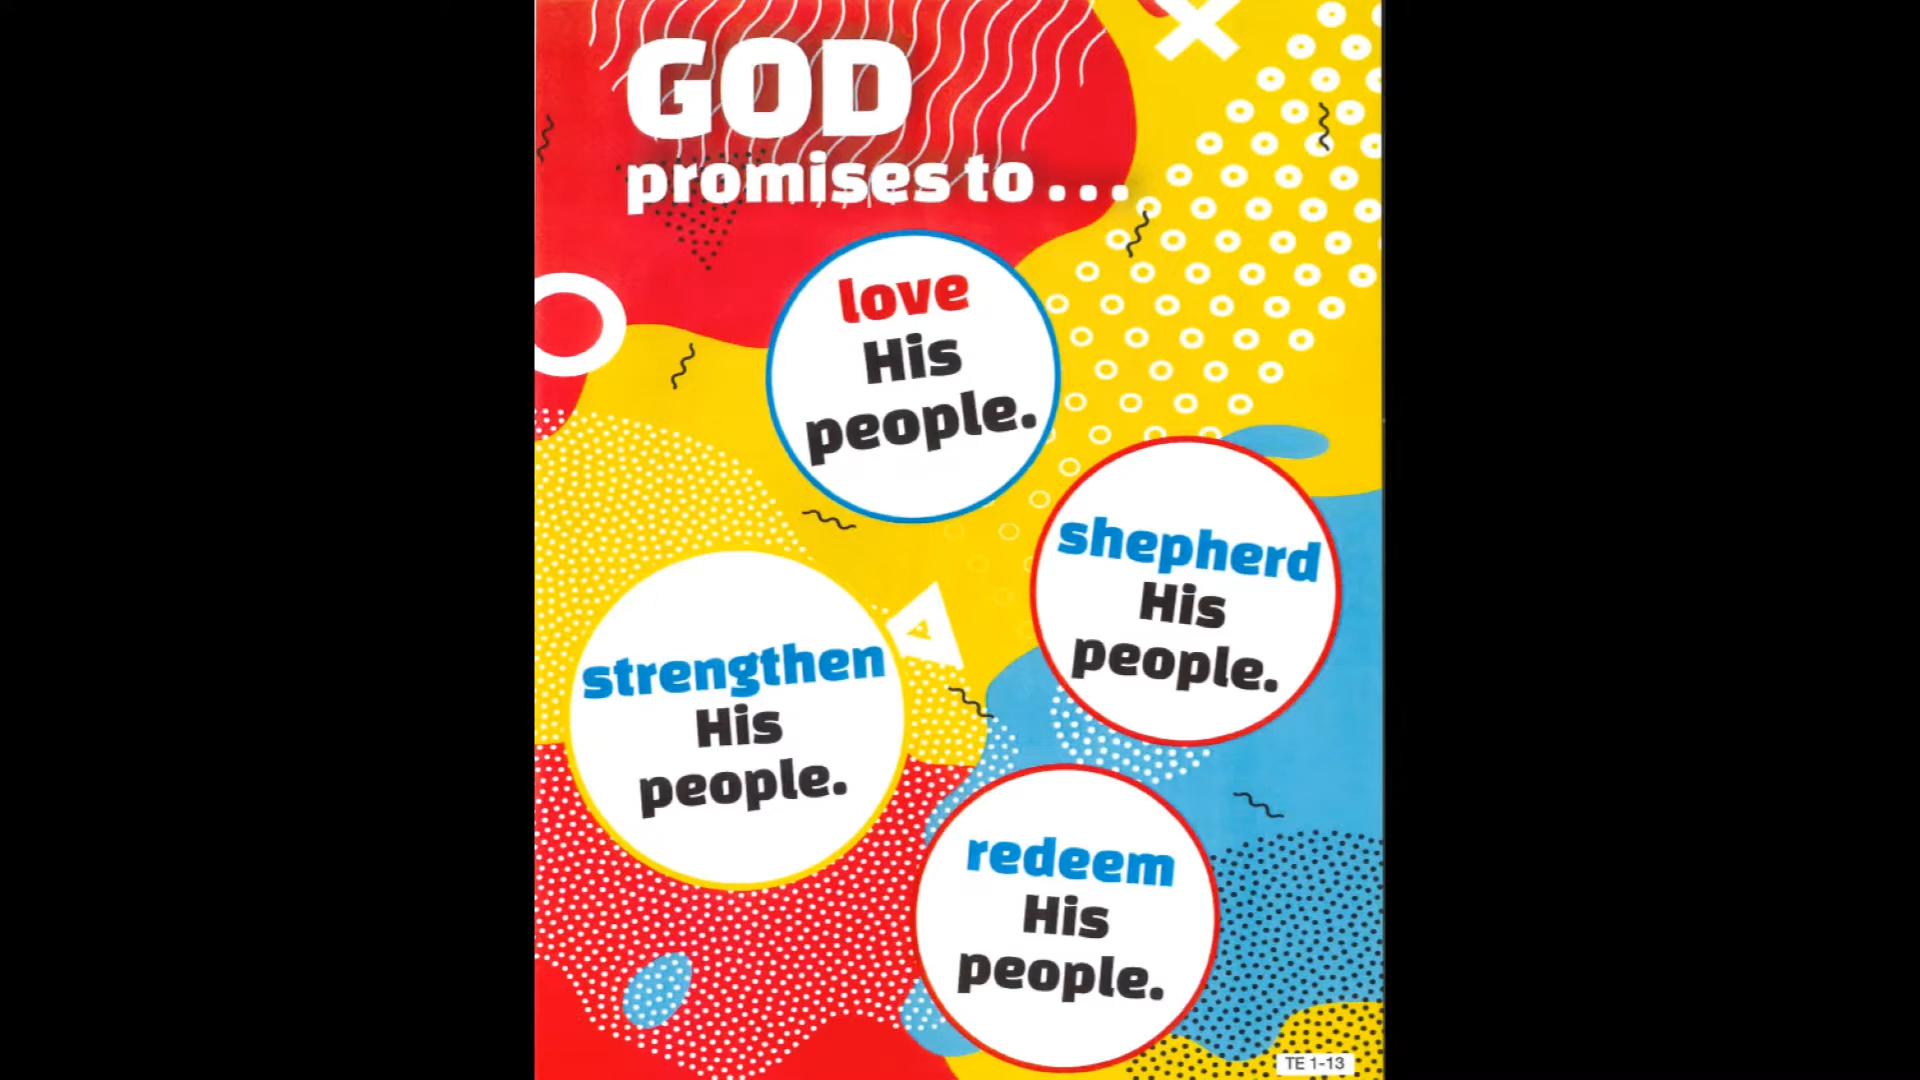 GOD
promises to...
love
His
people.
shepherd
His
people.
strengthen
His
people.
redeem
His
people.
TE 1-13